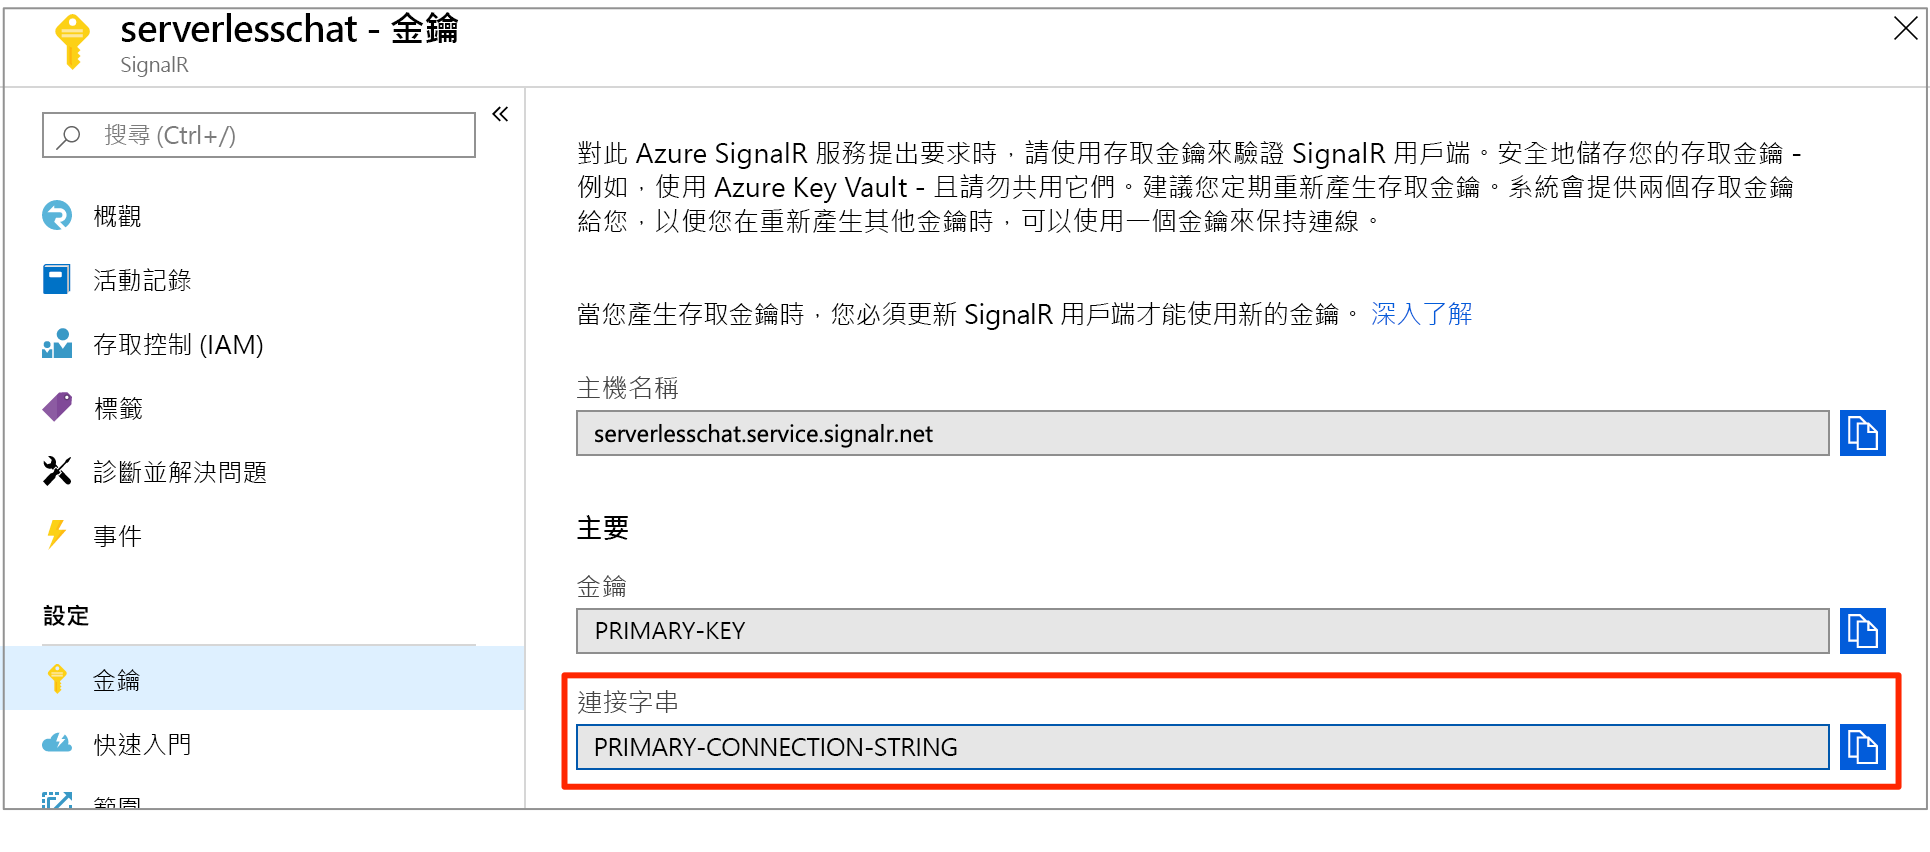 serverlesschat - 金鑰
SignalR
搜尋 (Ctrl+/)
概觀
活動記錄
存取控制 (IAM)
標籤
診斷並解決問題
事件
設定
金鑰
快速入門
範圍
對此 Azure SignalR 服務提出要求時，請使用存取金鑰來驗證 SignalR 用戶端。安全地儲存您的存取金鑰 -
例如，使用 Azure Key Vault - 且請勿共用它們。建議您定期重新產生存取金鑰。系統會提供兩個存取金鑰
給您，以便您在重新產生其他金鑰時，可以使用一個金鑰來保持連線。
當您產生存取金鑰時，您必須更新 SignalR 用戶端才能使用新的金鑰。 深入了解
主機名稱
serverlesschat.service.signalr.net
主要
金鑰
PRIMARY-KEY
連接字串
PRIMARY-CONNECTION-STRING